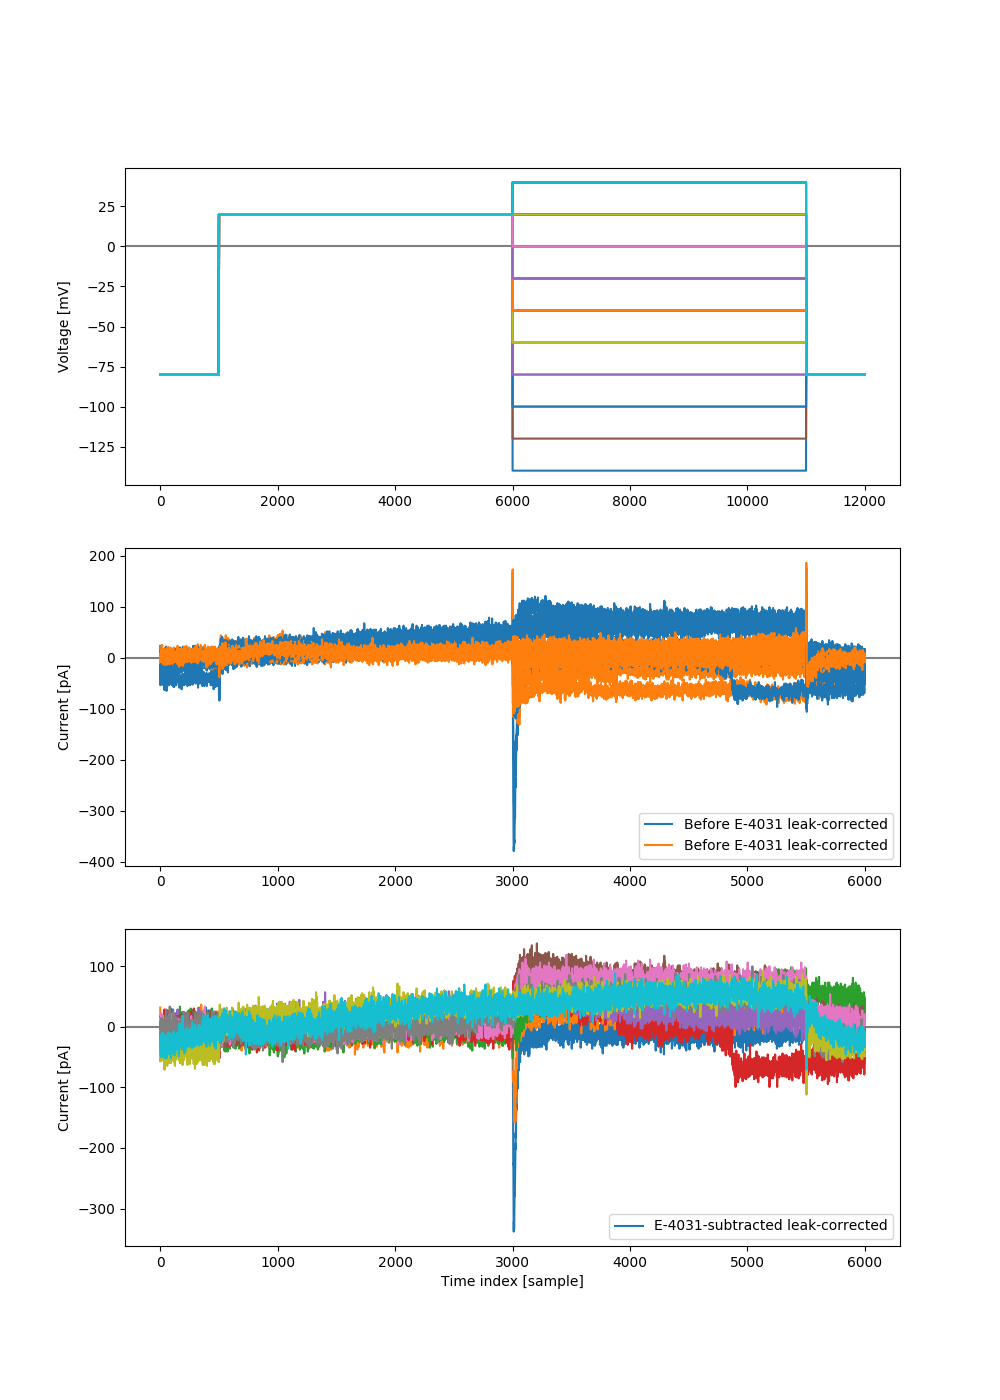 Voltage [mV]
25
0
−25
−50
−75
−100
−125
0 2000 4000 6000 8000 10000 12000
Current [pA]
200
100
0
−100
−200
−300
−400
Before E-4031 leak-corrected
Before E-4031 leak-corrected
0 1000 2000 3000 4000 5000 6000
Current [pA]
100
0
−100
−200
−300
E-4031-subtracted leak-corrected
0 1000 2000 3000 4000 5000 6000
Time index [sample]